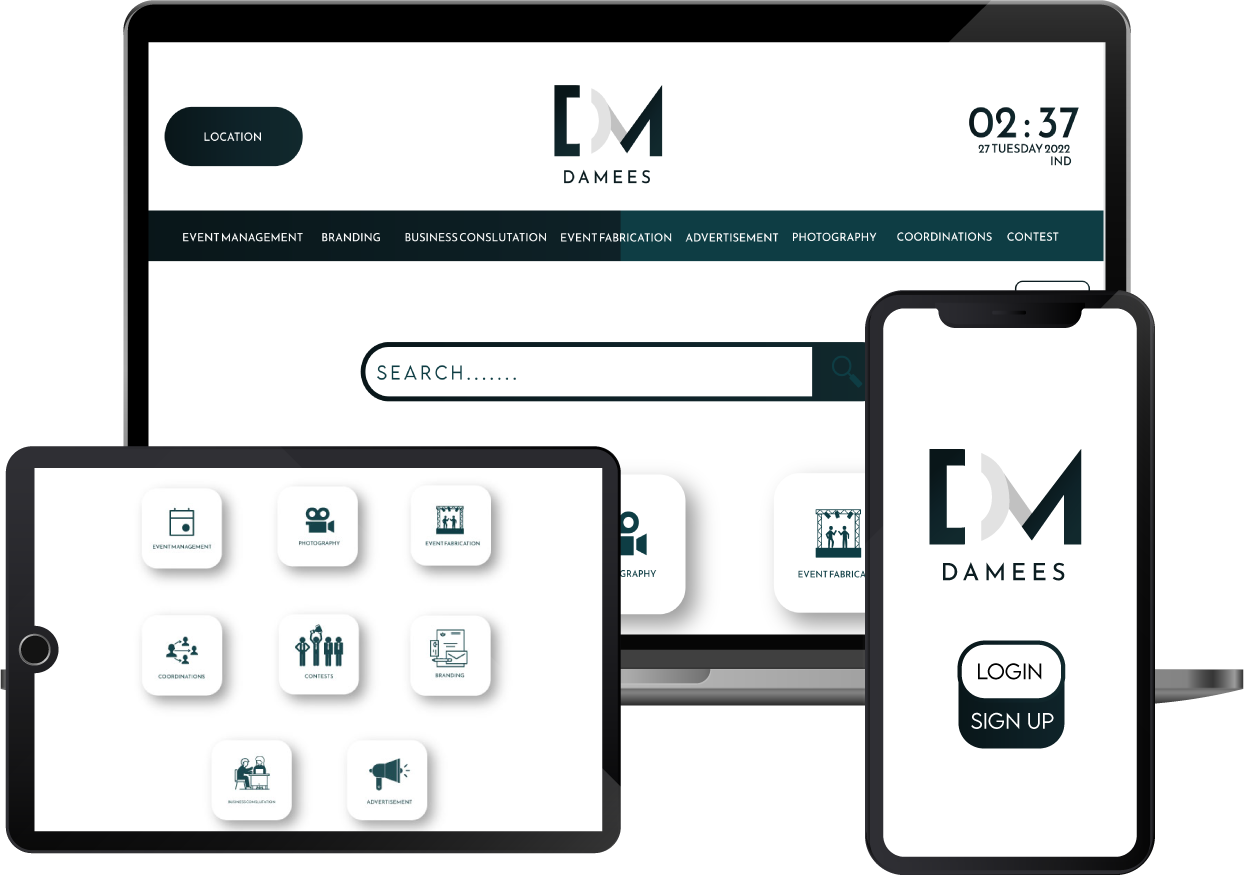 LOCATION
DAMEES
02:37
27 TUESDAY 2022
IND
EVENT MANAGEMENT BRANDING BUSINESS CONSLUTATION EVENT FABRICATION ADVERTISEMENT PHOTOGRAPHY COORDINATIONS CONTEST
SEARCH.......
GRAPHY
EVENT FABRICA
EVENT MANAGEMENT
PHOTOGRAPHY
EVENT FABRICATION
COORDINATIONS
CONTESTS
BRANDING
BUSINESS CONSLUTATION
ADVERTISEMENT
DM
DAMEES
LOGIN
SIGN UP